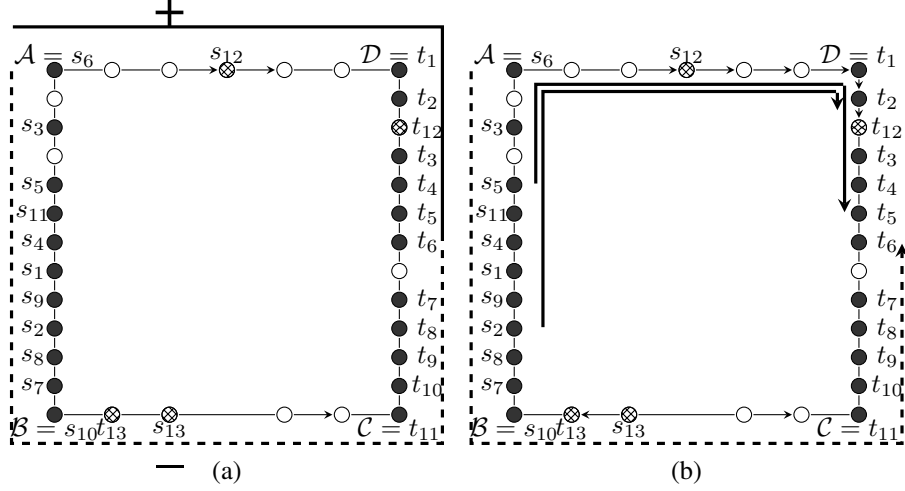 +
𝒜 = s₆ s₁₂ 𝒟 = t₁ 𝒜 = s₆ s₁₂ 𝒟 = t₁
t₂ t₂
s₃ t₁₂ s₃ t₁₂
t₃ t₃
s₅ t₄ s₅ t₄
s₁₁ t₅ s₁₁ t₅
s₄ t₆ s₄ t₆
s₁ s₁
s₉ t₇ s₉ t₇
s₂ t₈ s₂ t₈
s₈ t₉ s₈ t₉
s₇ t₁₀ s₇ t₁₀
ℬ = s₁₀ t₁₃ s₁₃ 𝒞 = t₁₁ ℬ = s₁₀ t₁₃ s₁₃ 𝒞 = t₁₁
− (a) (b)